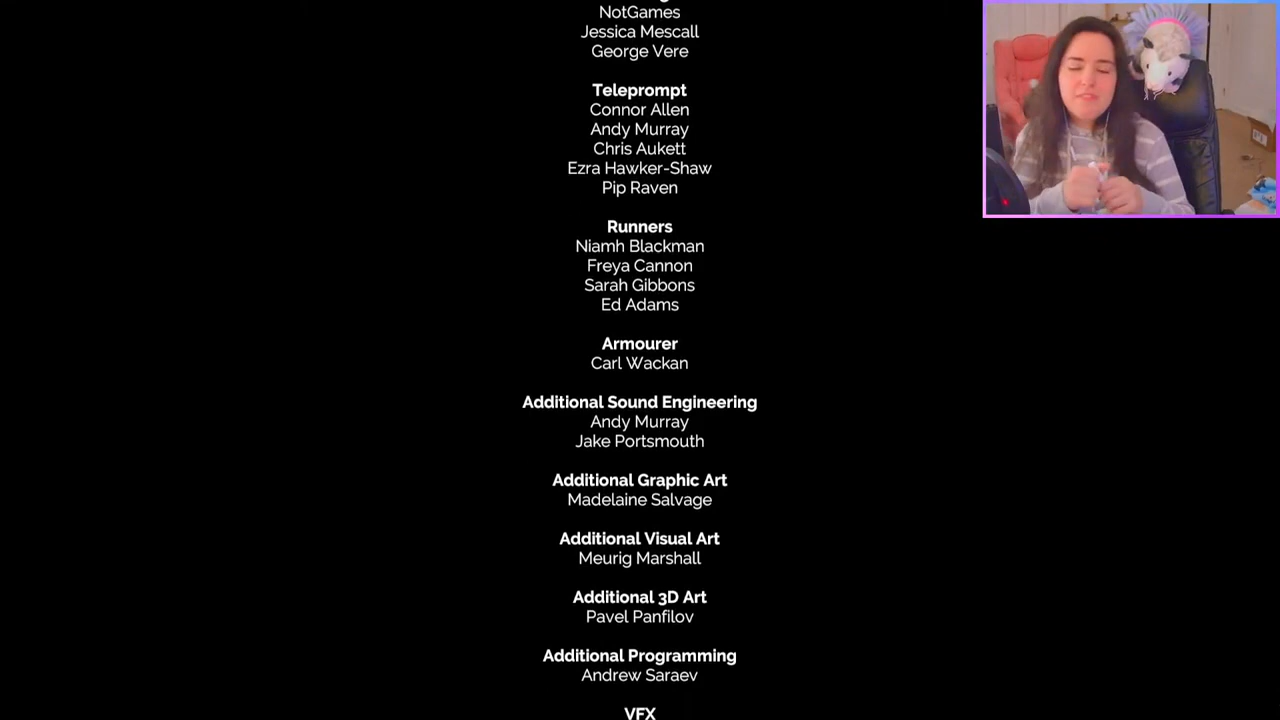 NotGames
Jessica Mescall
George Vere
Teleprompt
Connor Allen
Andy Murray
Chris Aukett
Ezra Hawker-Shaw
Pip Raven
Runners
Niamh Blackman
Freya Cannon
Sarah Gibbons
Ed Adams
Armourer
Carl Wackan
Additional Sound Engineering
Andy Murray
Jake Portsmouth
Additional Graphic Art
Madelaine Salvage
Additional Visual Art
Meurig Marshall
Additional 3D Art
Pavel Panfilov
Additional Programming
Andrew Saraev
VFX